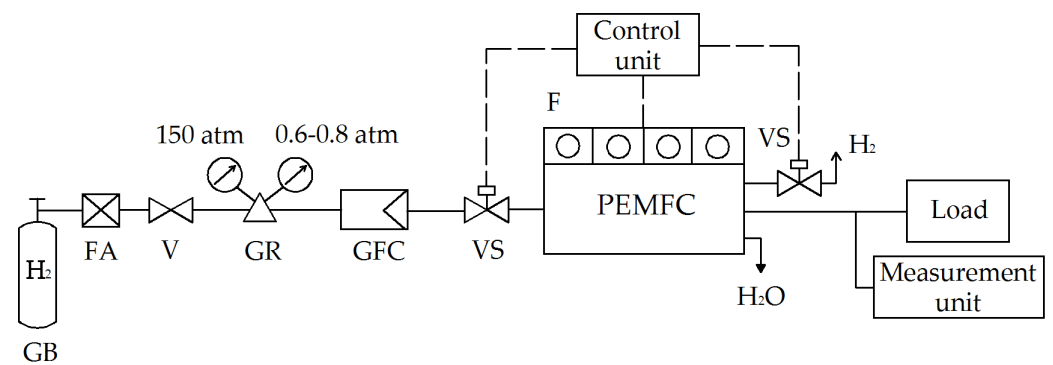 Control
unit
F
150 atm
0.6-0.8 atm
VS
H₂
PEMFC
Load
H₂
FA
V
GR
GFC
VS
H₂O
Measurement
unit
GB